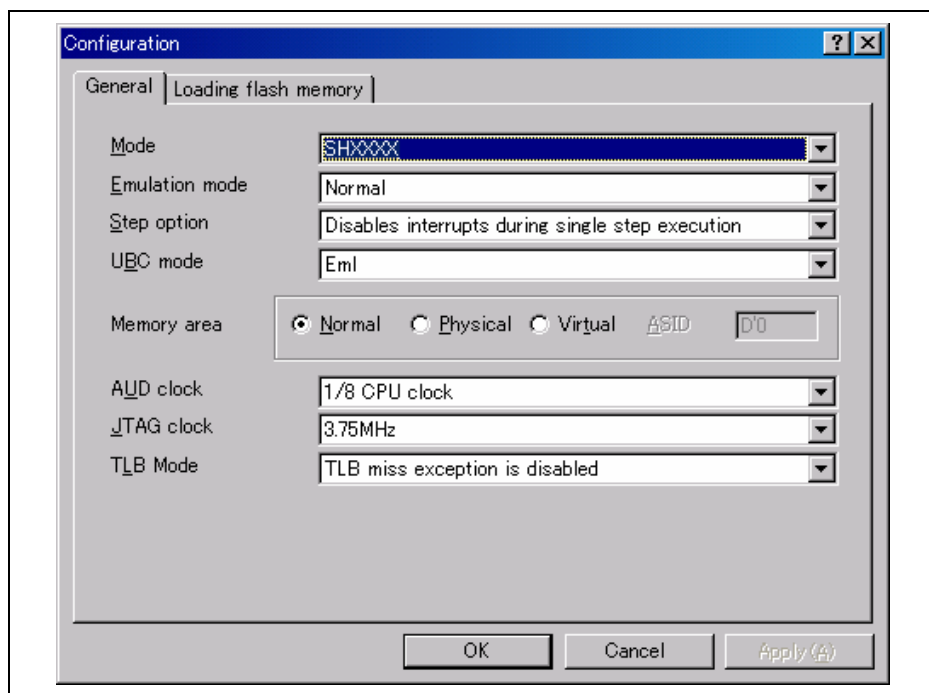 Configuration
General Loading flash memory
Mode SHXXXX
Emulation mode Normal
Step option Disables interrupts during single step execution
UBC mode Eml
Memory area Normal Physical Virtual ASID D'0
AUD clock 1/8 CPU clock
JTAG clock 3.75MHz
TLB Mode TLB miss exception is disabled
OK Cancel Apply(A)